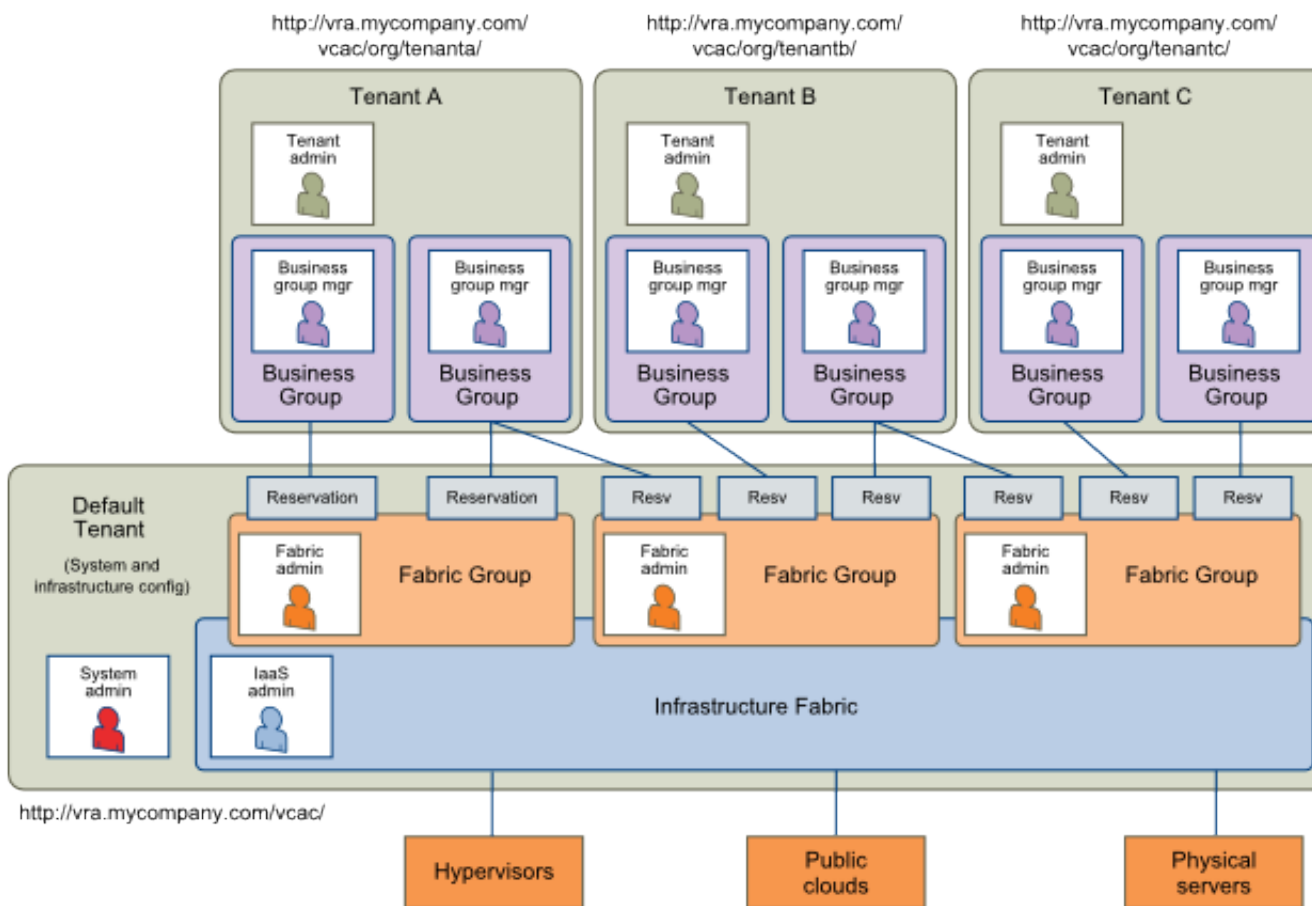 http://vra.mycompany.com/
vcac/org/tenanta/
http://vra.mycompany.com/
vcac/org/tenantb/
http://vra.mycompany.com/
vcac/org/tenantc/
Tenant A
Tenant B
Tenant C
Tenant
admin
Tenant
admin
Tenant
admin
Business
group mgr
Business
group mgr
Business
group mgr
Business
group mgr
Business
group mgr
Business
group mgr
Business
Group
Business
Group
Business
Group
Business
Group
Business
Group
Business
Group
Default
Tenant
(System and
infrastructure config)
Reservation
Reservation
Resv
Resv
Resv
Resv
Resv
Resv
Fabric
admin
Fabric Group
Fabric
admin
Fabric Group
Fabric
admin
Fabric Group
System
admin
IaaS
admin
Infrastructure Fabric
http://vra.mycompany.com/vcac/
Hypervisors
Public
clouds
Physical
servers